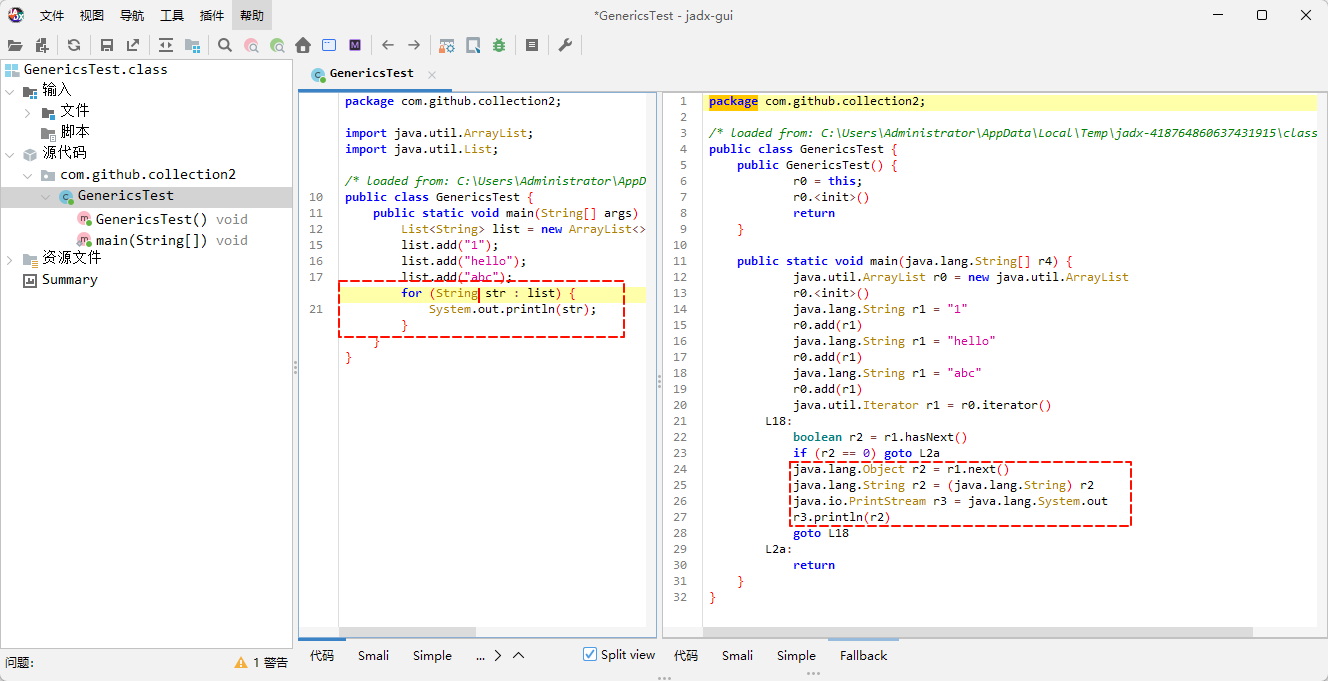 文件 视图 导航 工具 插件 帮助
*GenericsTest - jadx-gui
GenericsTest.class
输入
文件
脚本
源代码
com.github.collection2
GenericsTest
GenericsTest() void
main(String[]) void
资源文件
Summary
问题:
1 警告
GenericsTest
package com.github.collection2;
import java.util.ArrayList;
import java.util.List;
/* loaded from: C:\Users\Administrator\AppD
10 public class GenericsTest {
11 public static void main(String[] args)
12 List<String> list = new ArrayList<>
15 list.add("1");
16 list.add("hello");
17 list.add("abc");
for (String str : list) {
21 System.out.println(str);
}
}
}
代码 Smali Simple ... Split view
1 package com.github.collection2;
2
3 /* loaded from: C:\Users\Administrator\AppData\Local\Temp\jadx-418764860637431915\class
4 public class GenericsTest {
5 public GenericsTest() {
6 r0 = this;
7 r0.<init>()
8 return
9 }
10
11 public static void main(java.lang.String[] r4) {
12 java.util.ArrayList r0 = new java.util.ArrayList
13 r0.<init>()
14 java.lang.String r1 = "1"
15 r0.add(r1)
16 java.lang.String r1 = "hello"
17 r0.add(r1)
18 java.lang.String r1 = "abc"
19 r0.add(r1)
20 java.util.Iterator r1 = r0.iterator()
21 L18:
22 boolean r2 = r1.hasNext()
23 if (r2 == 0) goto L2a
24 java.lang.Object r2 = r1.next()
25 java.lang.String r2 = (java.lang.String) r2
26 java.io.PrintStream r3 = java.lang.System.out
27 r3.println(r2)
28 goto L18
29 L2a:
30 return
31 }
32 }
代码 Smali Simple Fallback